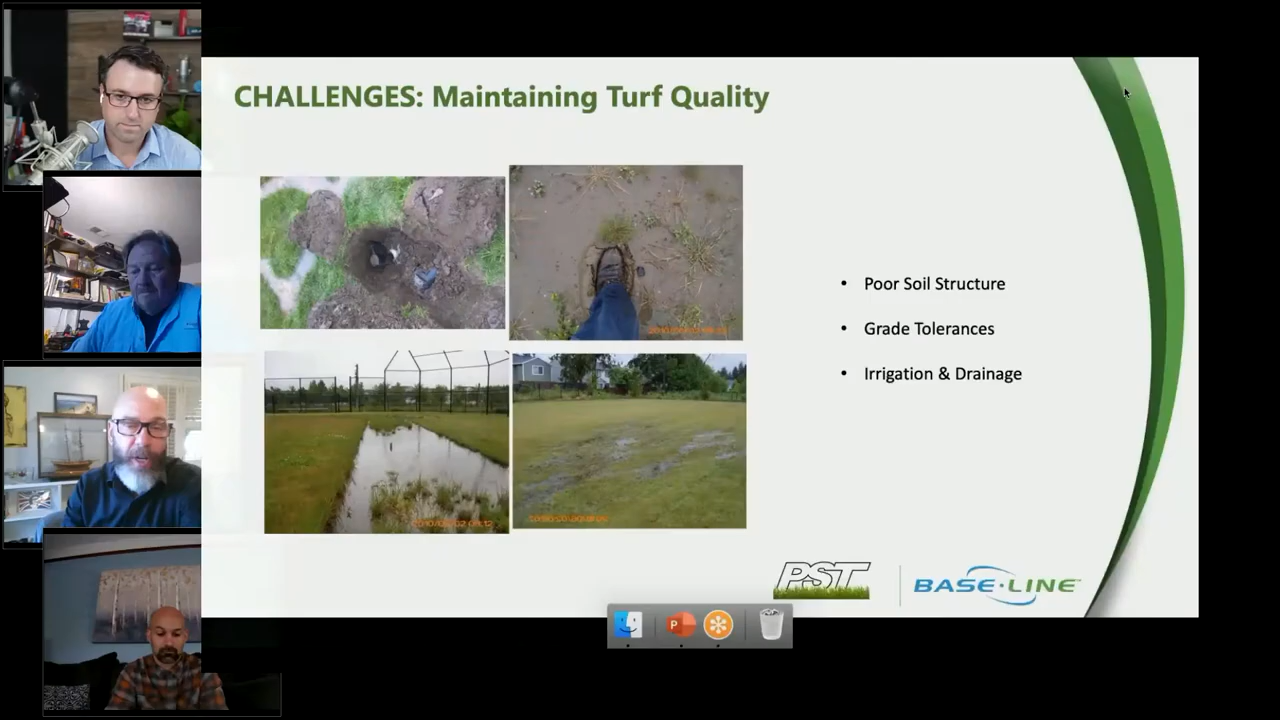 CHALLENGES: Maintaining Turf Quality
• Poor Soil Structure
• Grade Tolerances
• Irrigation & Drainage
PST
BASE·LINE